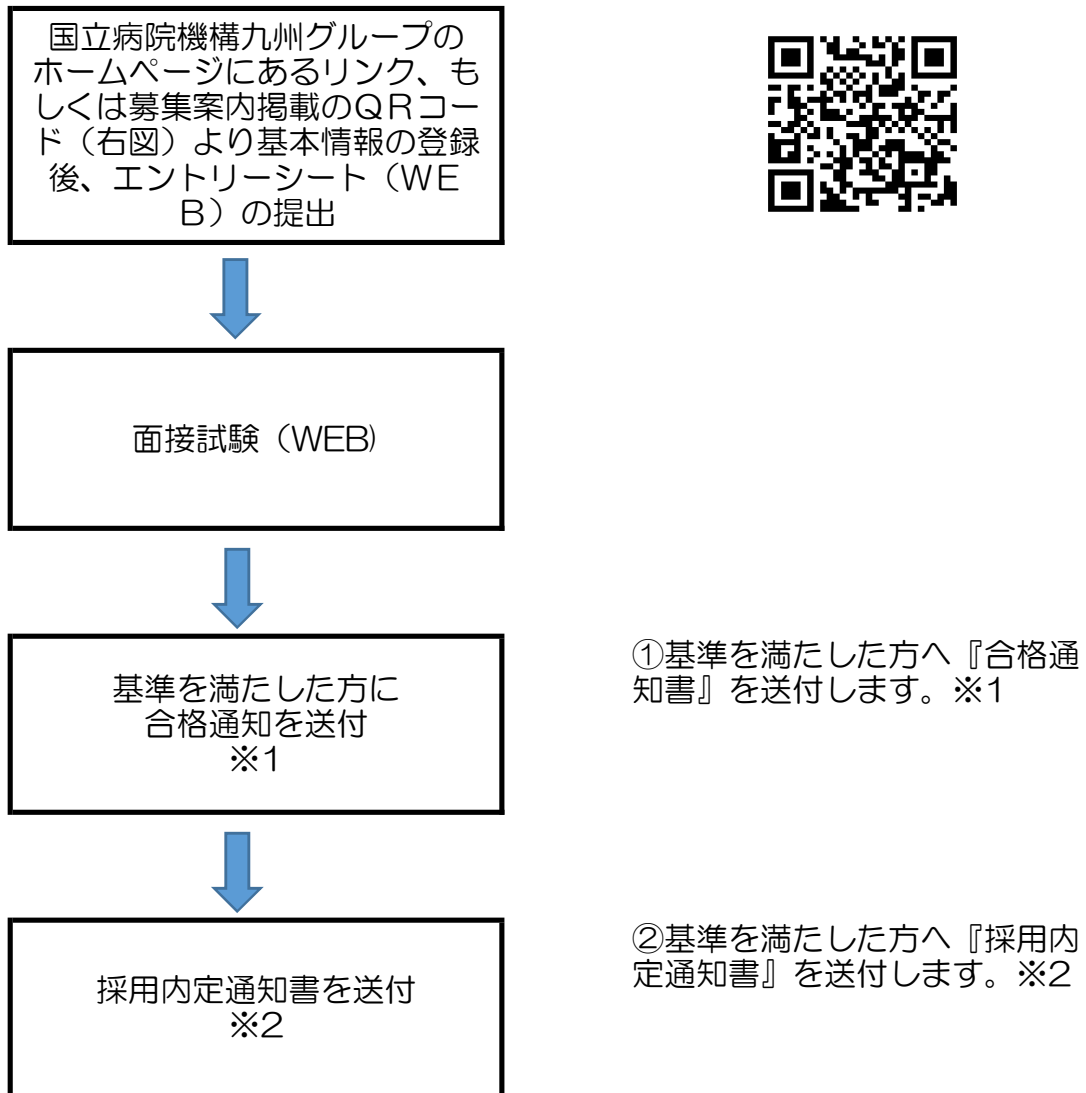 国立病院機構九州グループの
ホームページにあるリンク、も
しくは募集案内掲載のQRコー
ド（右図）より基本情報の登録
後、エントリーシート（WE
B）の提出
面接試験（WEB)
基準を満たした方に
合格通知を送付
※1
①基準を満たした方へ『合格通
知書』を送付します。※1
採用内定通知書を送付
※2
②基準を満たした方へ『採用内
定通知書』を送付します。※2